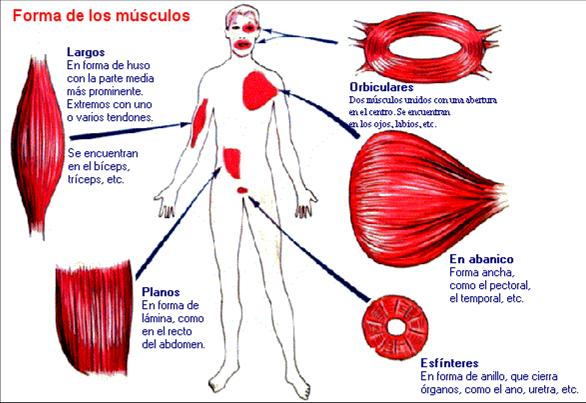 Forma de los músculos
Largos
En forma de huso
con la parte media
más prominente.
Extremos con uno
o varios tendones.
Se encuentran
en el bíceps,
tríceps, etc.
Orbiculares
Dos músculos unidos con una abertura
en el centro. Se encuentran
en los ojos, labios, etc.
En abanico
Forma ancha,
como el pectoral,
el temporal, etc.
Planos
En forma de
lámina, como
en el recto
del abdomen.
Esfínteres
En forma de anillo, que cierra
órganos, como el ano, uretra, etc.